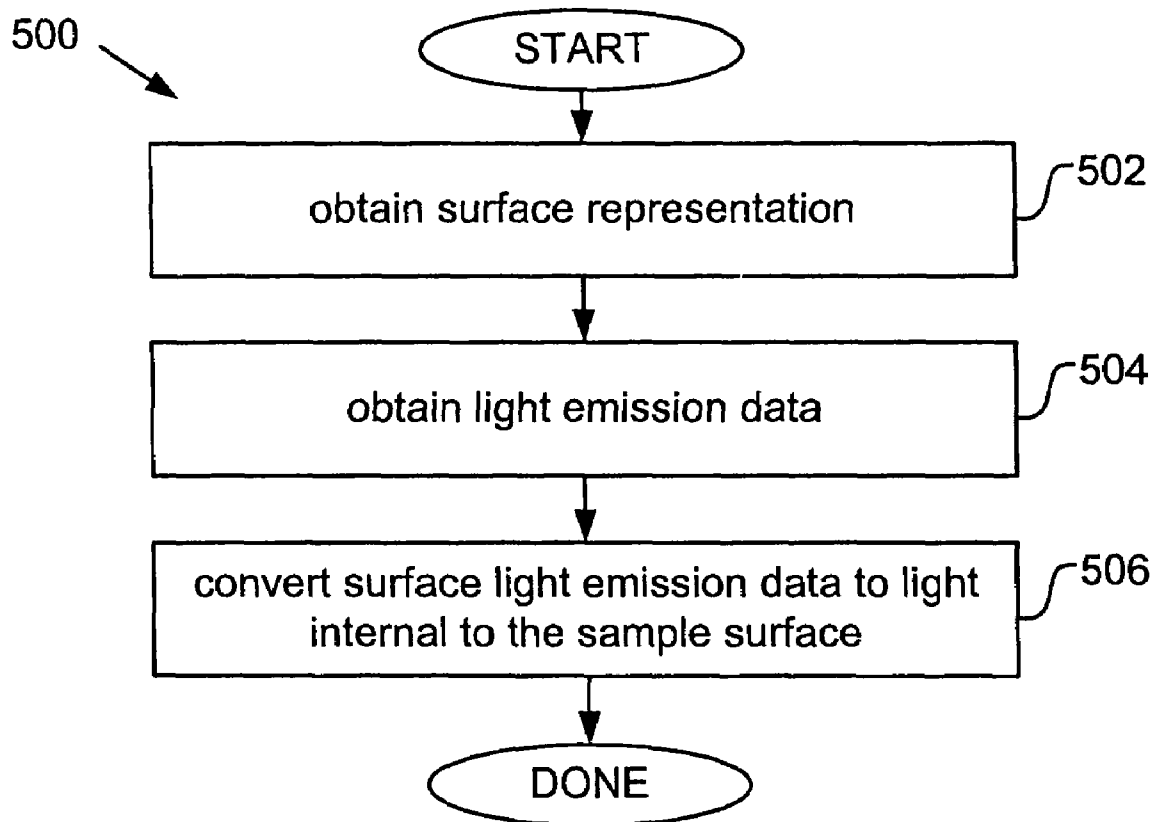 500
START
502
obtain surface representation
504
obtain light emission data
506
convert surface light emission data to light
internal to the sample surface
DONE